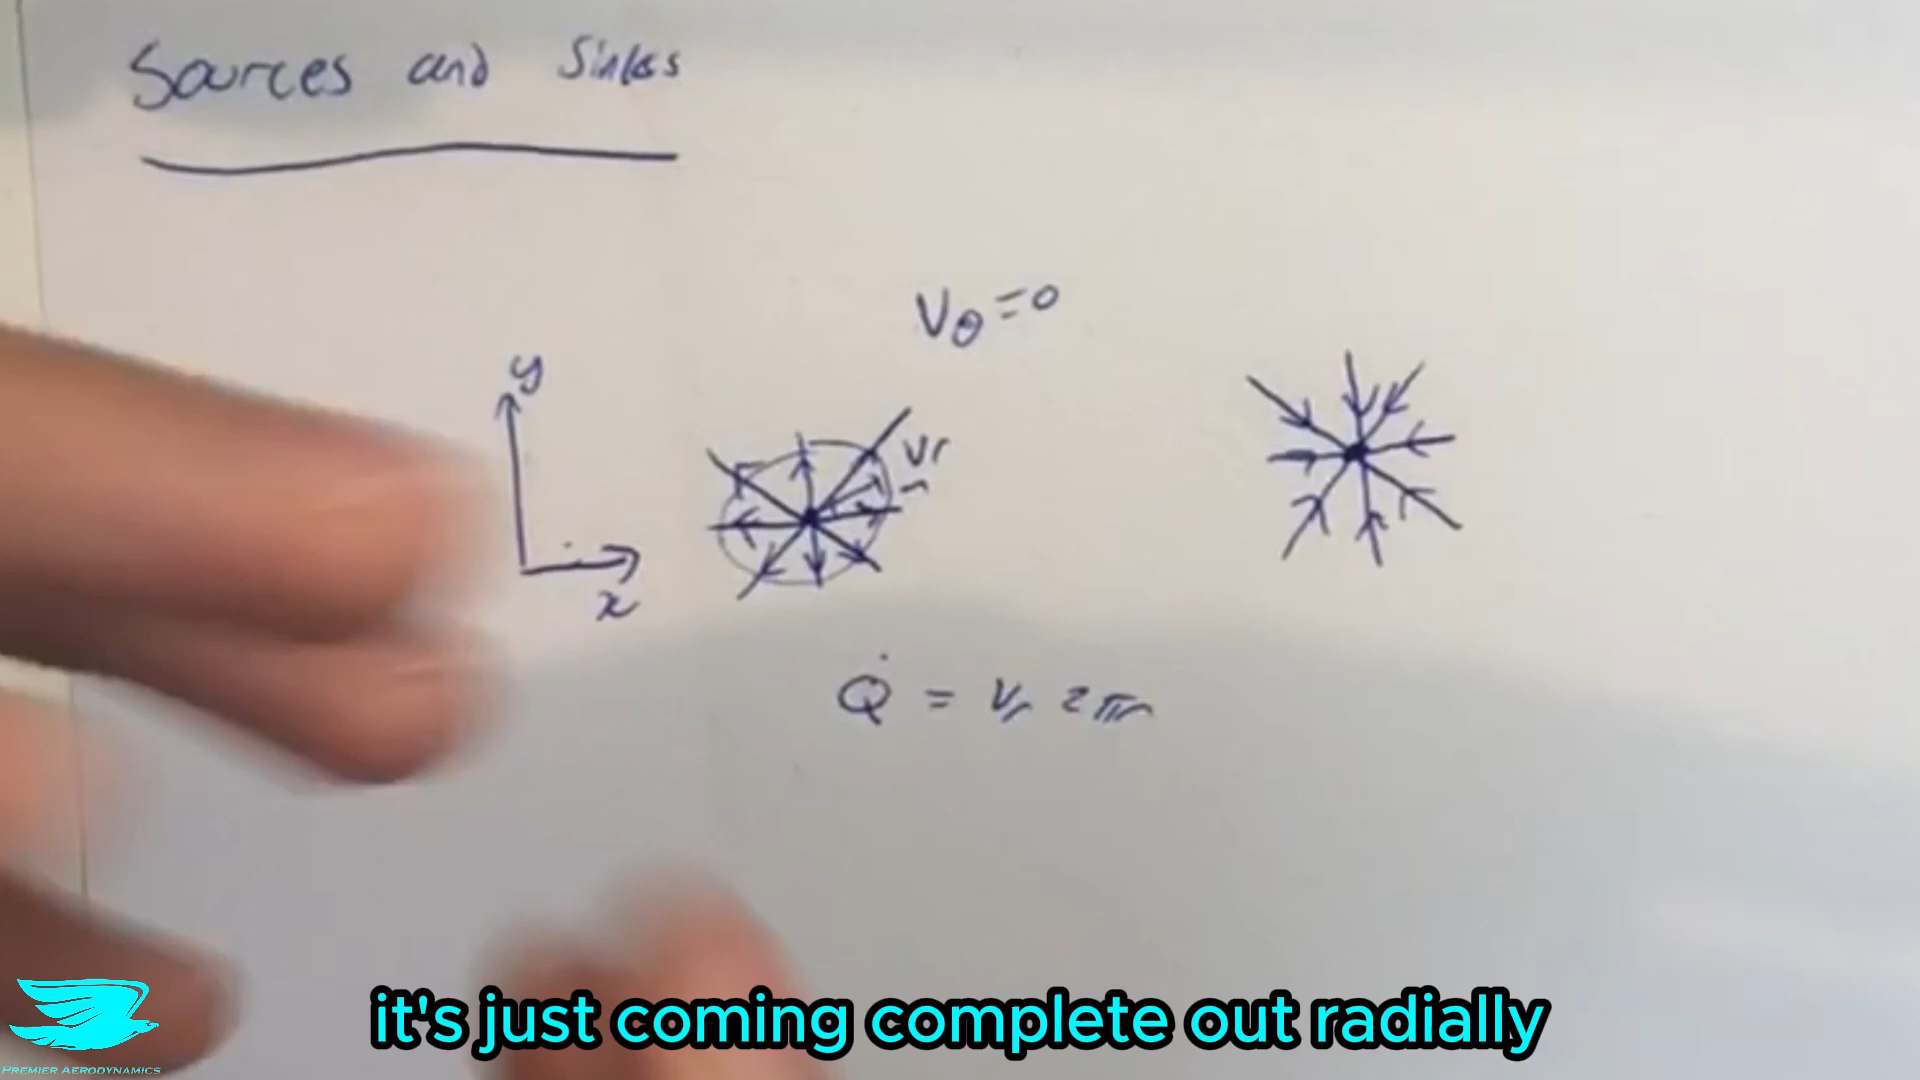 Sources and Sinks
Vθ=0
y
Vr
r
x
Q̇ = Vr 2πr
it's just coming complete out radially
PREMIER AERODYNAMICS